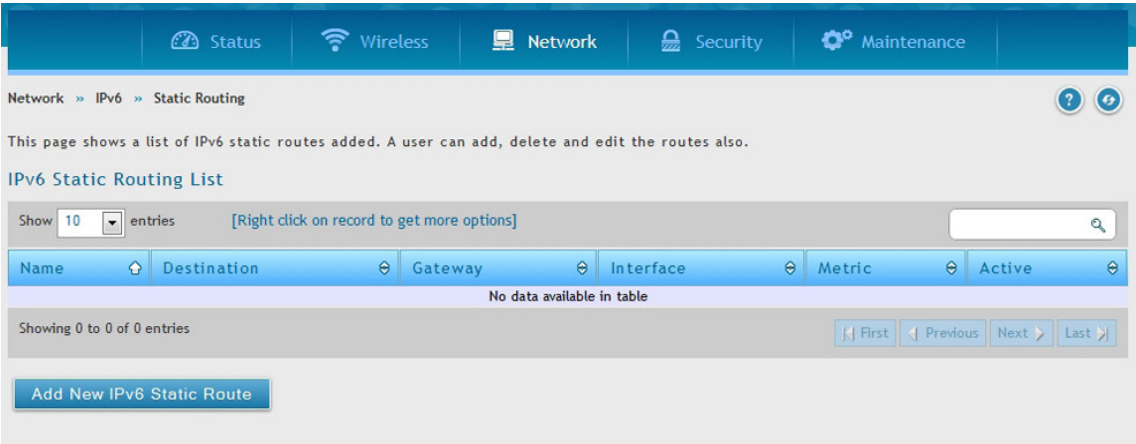 Status Wireless Network Security Maintenance
Network » IPv6 » Static Routing
?
This page shows a list of IPv6 static routes added. A user can add, delete and edit the routes also.
IPv6 Static Routing List
Show 10 entries [Right click on record to get more options]
Name Destination Gateway Interface Metric Active
No data available in table
Showing 0 to 0 of 0 entries First Previous Next Last
Add New IPv6 Static Route